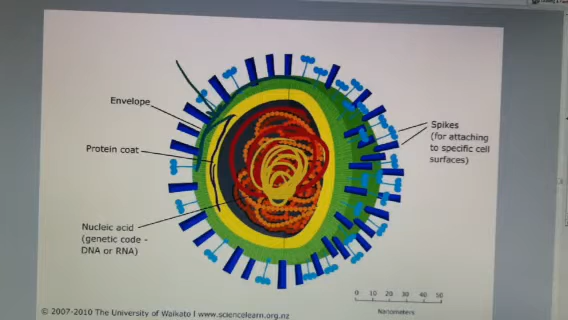 Envelope
Protein coat
Nucleic acid
(genetic code -
DNA or RNA)
Spikes
(for attaching
to specific cell
surfaces)
0 10 20 30 40 50
Nanometers
© 2007-2010 The University of Waikato | www.sciencelearn.org.nz